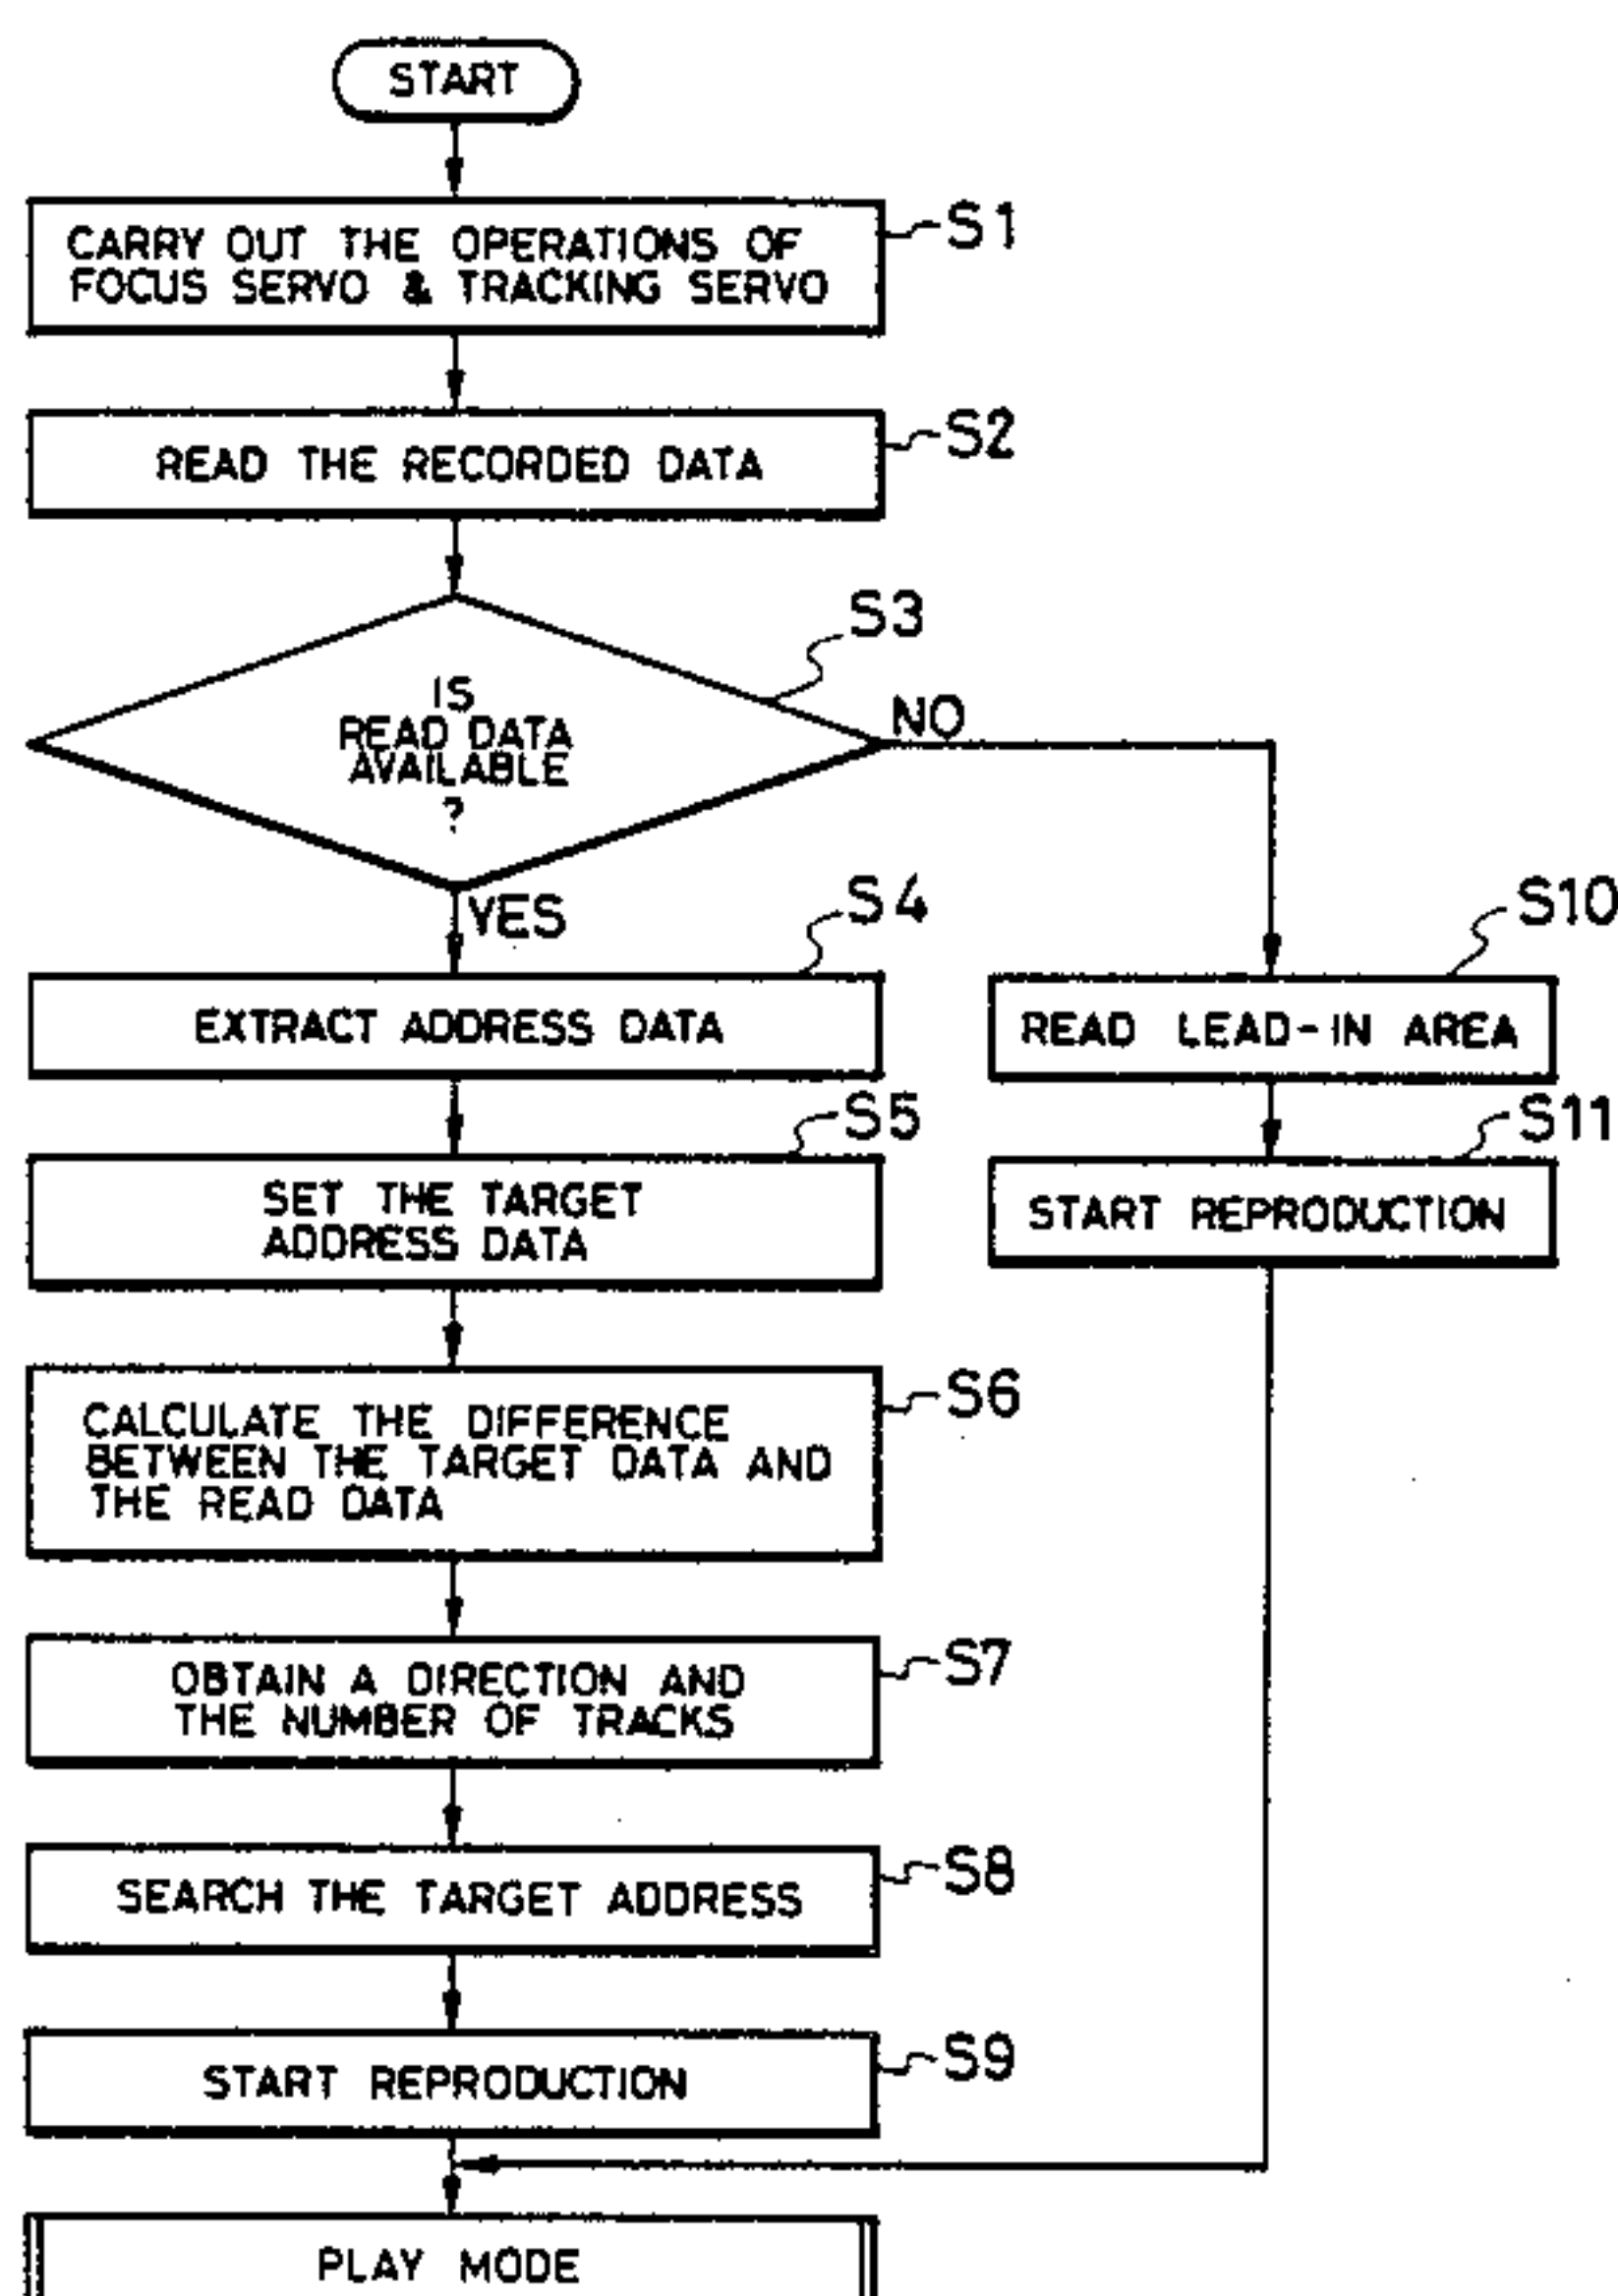 START
CARRY OUT THE OPERATIONS OF
FOCUS SERVO & TRACKING SERVO
S1
READ THE RECORDED DATA
S2
IS
READ DATA
AVAILABLE
?
S3
NO
YES
EXTRACT ADDRESS DATA
S4
READ LEAD-IN AREA
S10
SET THE TARGET
ADDRESS DATA
S5
START REPRODUCTION
S11
CALCULATE THE DIFFERENCE
BETWEEN THE TARGET DATA AND
THE READ DATA
S6
OBTAIN A DIRECTION AND
THE NUMBER OF TRACKS
S7
SEARCH THE TARGET ADDRESS
S8
START REPRODUCTION
S9
PLAY MODE